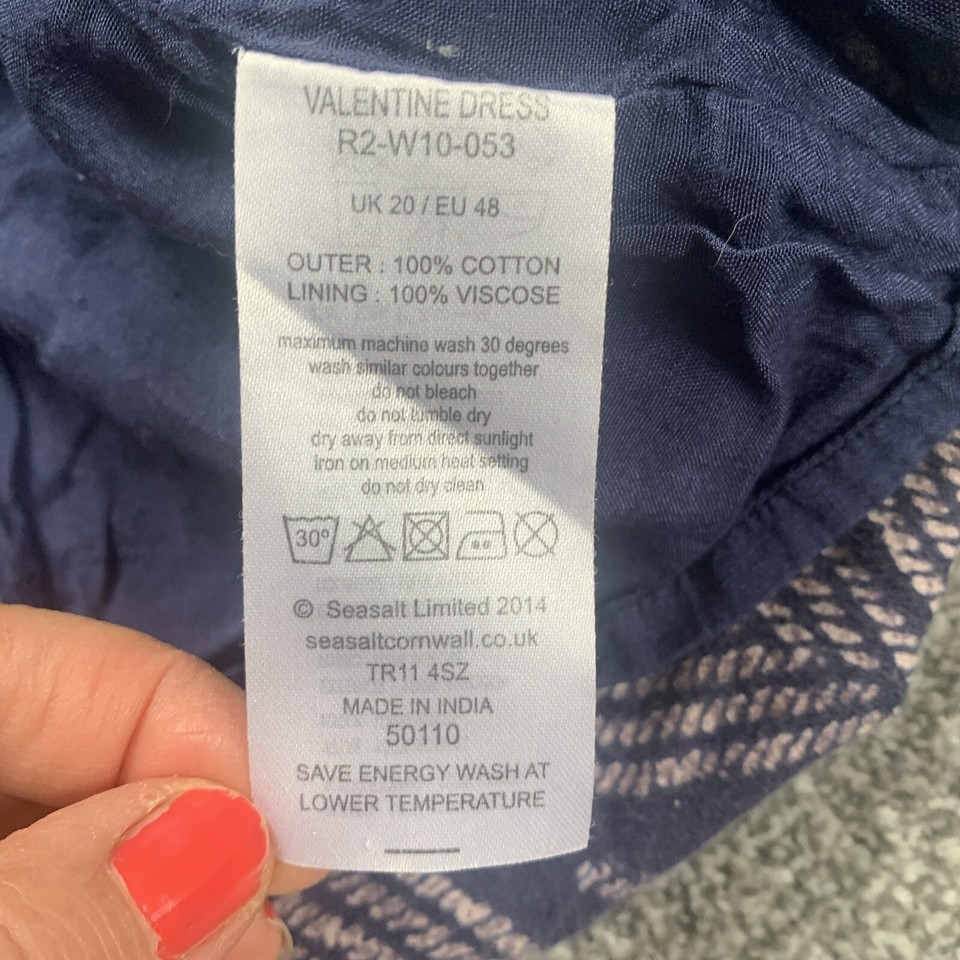 VALENTINE DRESS
R2-W10-053
UK 20 / EU 48
OUTER : 100% COTTON
LINING : 100% VISCOSE
maximum machine wash 30 degrees
wash similar colours together
do not bleach
do not tumble dry
dry away from direct sunlight
iron on medium heat setting
do not dry clean
30°
© Seasalt Limited 2014
seasaltcornwall.co.uk
TR11 4SZ
MADE IN INDIA
50110
SAVE ENERGY WASH AT
LOWER TEMPERATURE